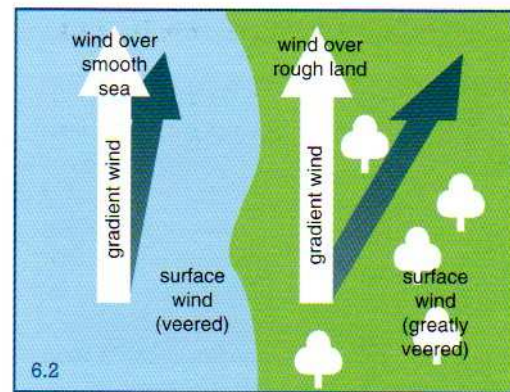 wind over
smooth
sea
gradient wind
surface
wind
(veered)
wind over
rough land
gradient wind
surface
wind
(greatly
veered)
6.2